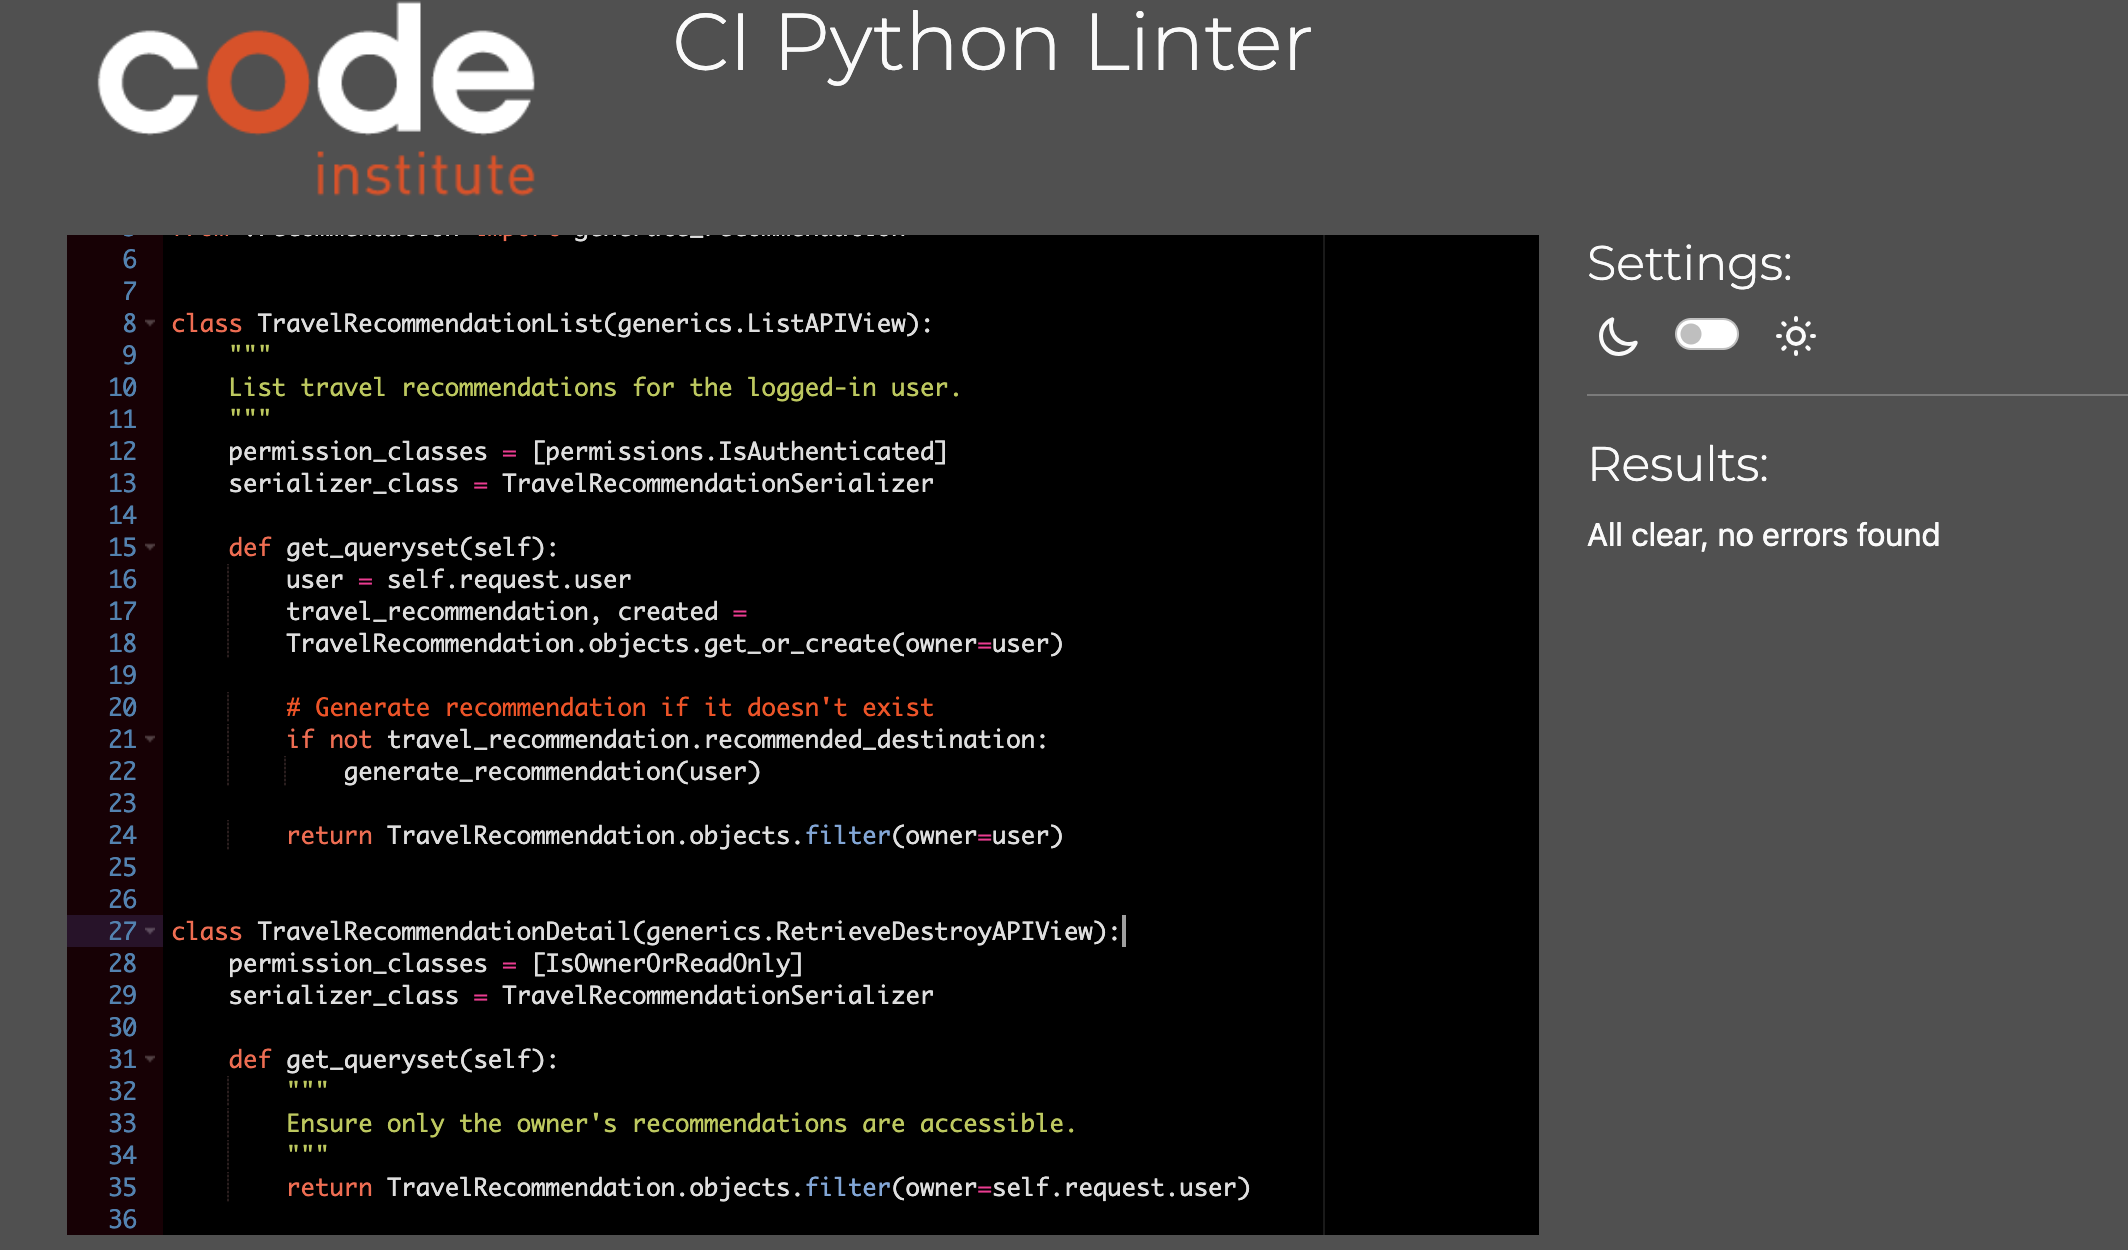 code
institute
CI Python Linter
from .recommendation import generate_recommendation
6
7
8 class TravelRecommendationList(generics.ListAPIView):
9     """
10     List travel recommendations for the logged-in user.
11     """
12     permission_classes = [permissions.IsAuthenticated]
13     serializer_class = TravelRecommendationSerializer
14
15     def get_queryset(self):
16         user = self.request.user
17         travel_recommendation, created =
18         TravelRecommendation.objects.get_or_create(owner=user)
19
20         # Generate recommendation if it doesn't exist
21         if not travel_recommendation.recommended_destination:
22             generate_recommendation(user)
23
24         return TravelRecommendation.objects.filter(owner=user)
25
26
27 class TravelRecommendationDetail(generics.RetrieveDestroyAPIView):
28     permission_classes = [IsOwnerOrReadOnly]
29     serializer_class = TravelRecommendationSerializer
30
31     def get_queryset(self):
32         """
33         Ensure only the owner's recommendations are accessible.
34         """
35         return TravelRecommendation.objects.filter(owner=self.request.user)
36
Settings:
Results:
All clear, no errors found